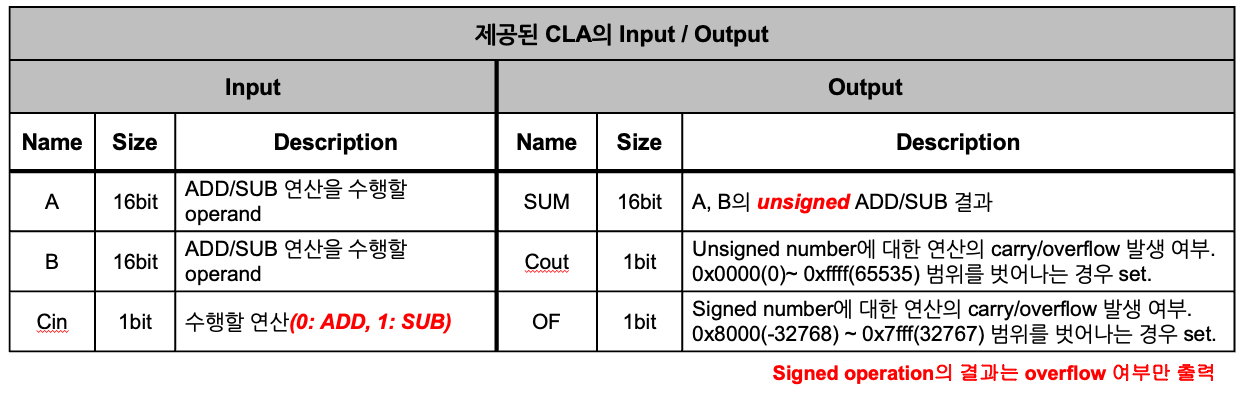 제공된 CLA의 Input / Output
Input
Output
Name
Size
Description
Name
Size
Description
A
16bit
ADD/SUB 연산을 수행할
operand
SUM
16bit
A, B의 unsigned ADD/SUB 결과
B
16bit
ADD/SUB 연산을 수행할
operand
Cout
1bit
Unsigned number에 대한 연산의 carry/overflow 발생 여부.
0x0000(0)~ 0xffff(65535) 범위를 벗어나는 경우 set.
Cin
1bit
수행할 연산(0: ADD, 1: SUB)
OF
1bit
Signed number에 대한 연산의 carry/overflow 발생 여부.
0x8000(-32768) ~ 0x7fff(32767) 범위를 벗어나는 경우 set.
Signed operation의 결과는 overflow 여부만 출력